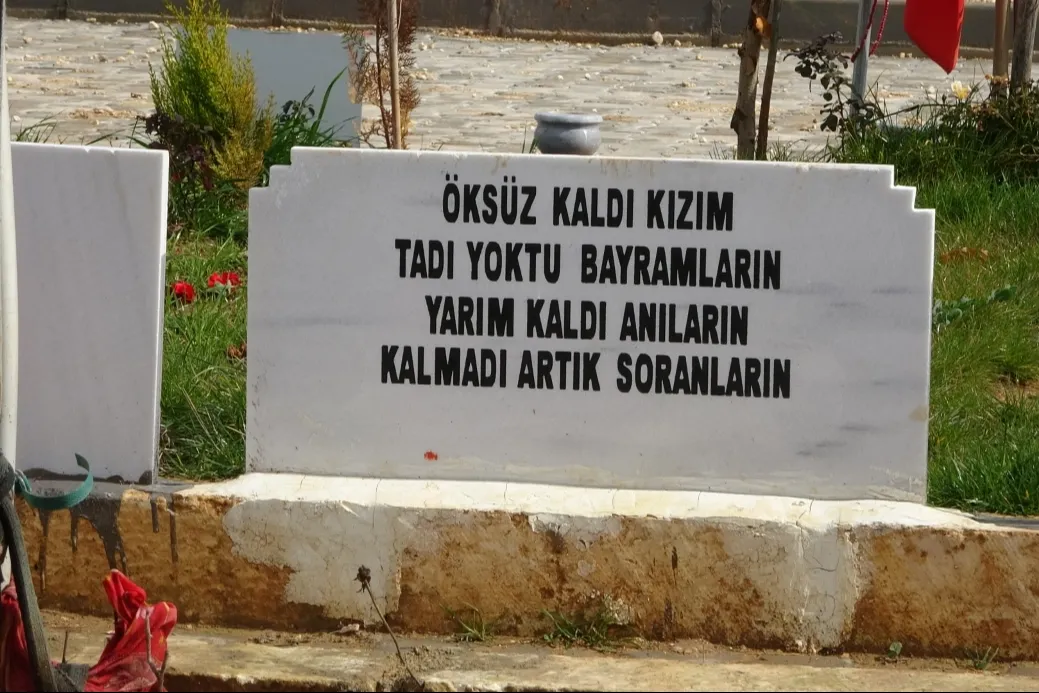 ÖKSÜZ KALDI KIZIM
TADI YOKTU BAYRAMLARIN
YARIM KALDI ANILARIN
KALMADI ARTIK SORANLARIN